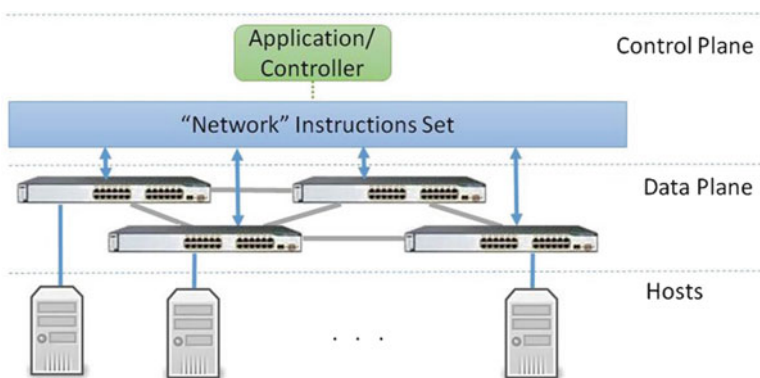 Application/
Controller
Control Plane
“Network” Instructions Set
Data Plane
Hosts
. . .